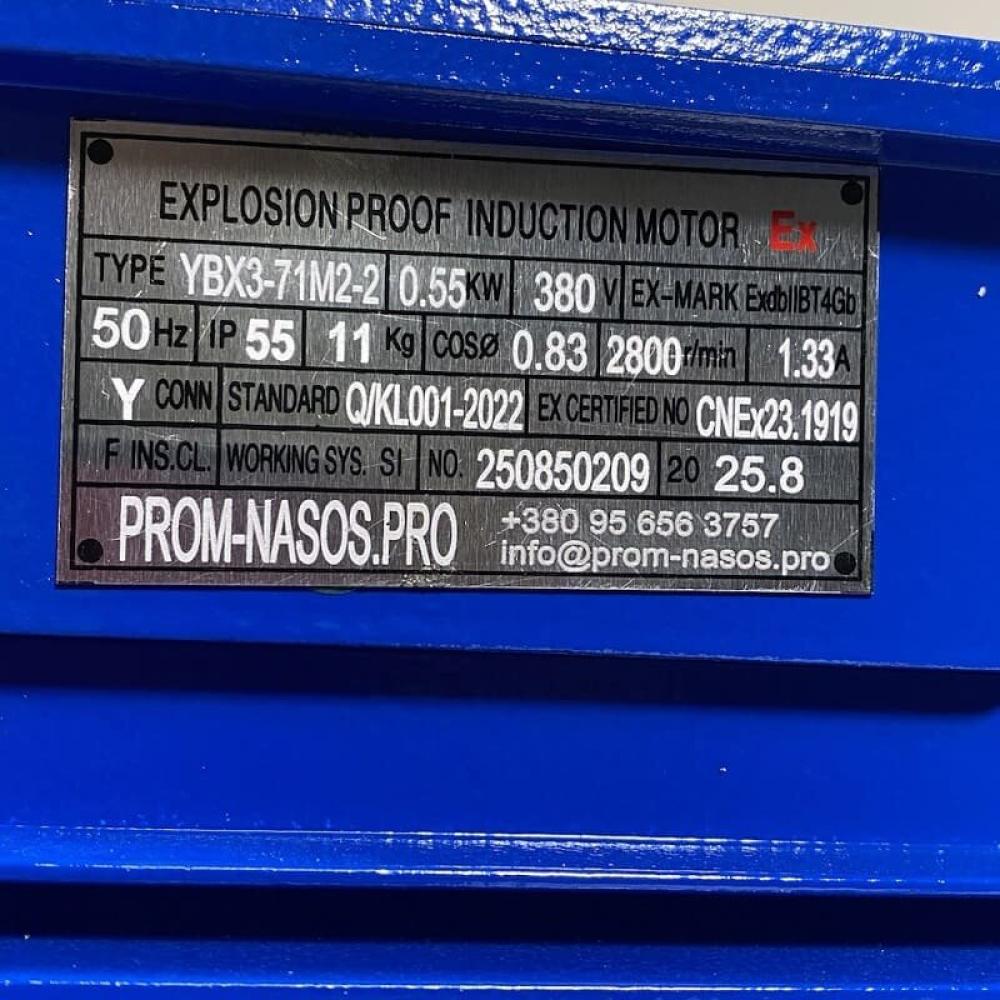 EXPLOSION PROOF INDUCTION MOTOR Ex
TYPE YBX3-71M2-2 0.55KW 380 V EX-MARK ExdbIIBT4Gb
50Hz IP 55 11 Kg COSØ 0.83 2800r/min 1.33A
Y CONN STANDARD Q/KL001-2022 EX CERTIFIED NO CNEx23.1919
F INS.CL. WORKING SYS. SI NO. 250850209 20 25.8
PROM-NASOS.PRO +380 95 656 3757
info@prom-nasos.pro